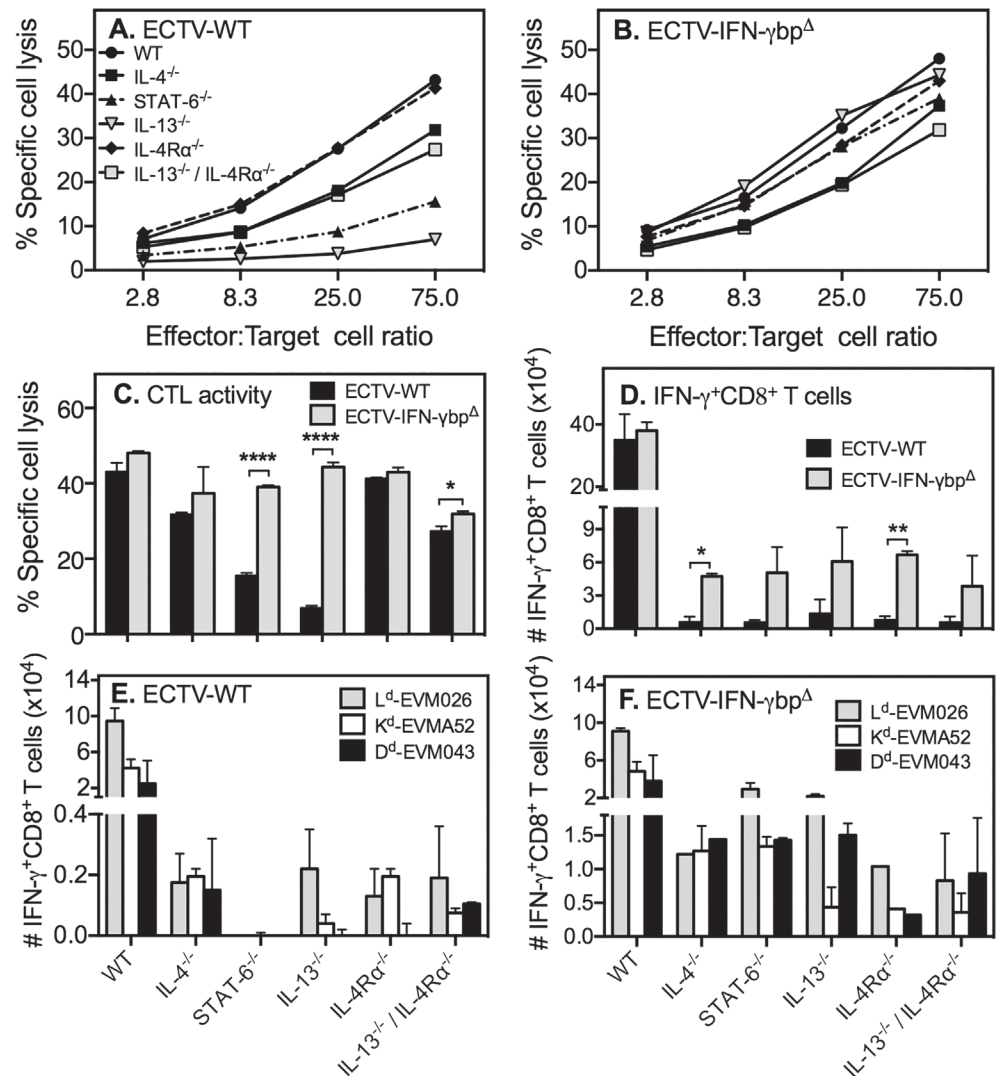 A. ECTV-WT
WT
IL-4⁻/⁻
STAT-6⁻/⁻
IL-13⁻/⁻
IL-4Rα⁻/⁻
IL-13⁻/⁻ / IL-4Rα⁻/⁻
% Specific cell lysis
50
40
30
20
10
0
2.8 8.3 25.0 75.0
Effector:Target cell ratio
B. ECTV-IFN-γbpᐃ
% Specific cell lysis
50
40
30
20
10
0
2.8 8.3 25.0 75.0
Effector:Target cell ratio
C. CTL activity
ECTV-WT
ECTV-IFN-γbpᐃ
**** **** *
% Specific cell lysis
60
40
20
0
D. IFN-γ⁺CD8⁺ T cells
ECTV-WT
ECTV-IFN-γbpᐃ
* **
# IFN-γ⁺CD8⁺ T cells (x10⁴)
40
20
9
6
3
0
E. ECTV-WT
Lᵈ-EVM026
Kᵈ-EVMA52
Dᵈ-EVM043
# IFN-γ⁺CD8⁺ T cells (x10⁴)
14
10
6
2
0.4
0.2
0.0
WT IL-4⁻/⁻ STAT-6⁻/⁻ IL-13⁻/⁻ IL-4Rα⁻/⁻ IL-13⁻/⁻ / IL-4Rα⁻/⁻
F. ECTV-IFN-γbpᐃ
Lᵈ-EVM026
Kᵈ-EVMA52
Dᵈ-EVM043
# IFN-γ⁺CD8⁺ T cells (x10⁴)
14
10
6
2
1.5
1.0
0.5
0.0
WT IL-4⁻/⁻ STAT-6⁻/⁻ IL-13⁻/⁻ IL-4Rα⁻/⁻ IL-13⁻/⁻ / IL-4Rα⁻/⁻